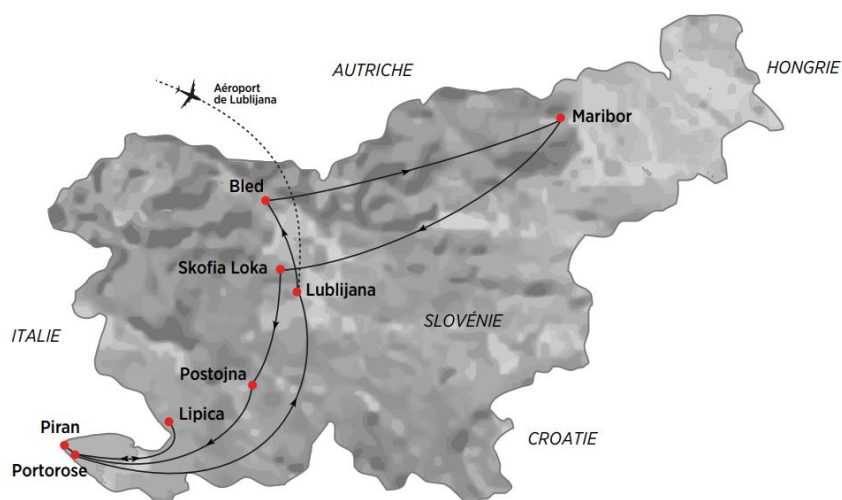 AUTRICHE
HONGRIE
Aéroport
de Lublijana
Maribor
Bled
Skofia Loka
Lublijana
SLOVÉNIE
ITALIE
Postojna
Lipica
Piran
CROATIE
Portorose